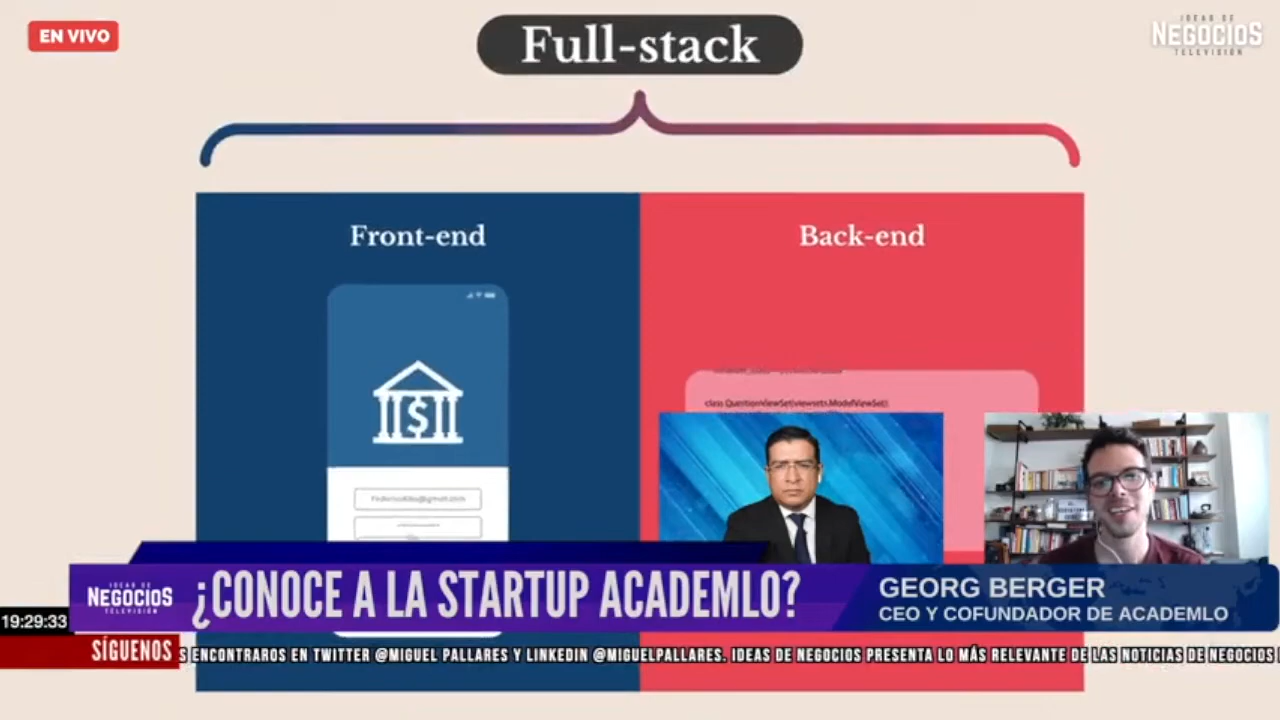 EN VIVO
Full-stack
IDEAS DE
NEGOCIOS
TELEVISIÓN
Front-end
Back-end
class QuestionViewSet(viewsets.ModelViewSet):
IDEAS DE
NEGOCIOS
TELEVISIÓN
¿CONOCE A LA STARTUP ACADEMLO?
GEORG BERGER
CEO Y COFUNDADOR DE ACADEMLO
19:29:33
SÍGUENOS
S ENCONTRAROS EN TWITTER @MIGUEL PALLARES Y LINKEDIN @MIGUELPALLARES. IDEAS DE NEGOCIOS PRESENTA LO MÁS RELEVANTE DE LAS NOTICIAS DE NEGOCIOS